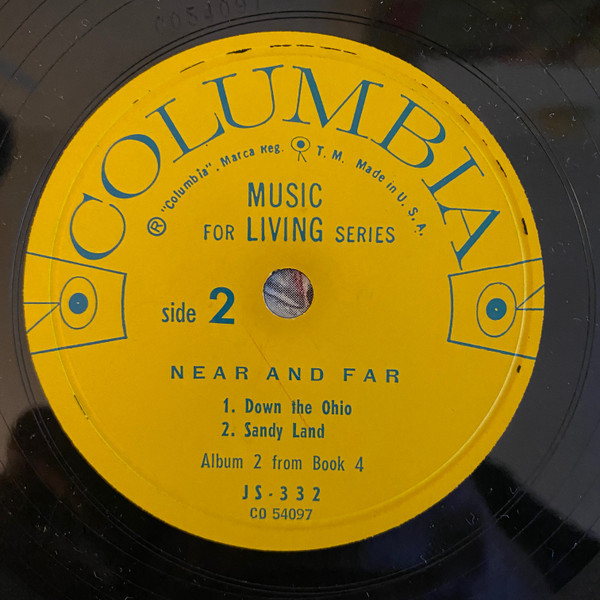 CO54097
COLUMBIA
® "Columbia", Marca Reg. T. M. Made in U. S. A.
MUSIC
FOR LIVING SERIES
side 2
NEAR AND FAR
1. Down the Ohio
2. Sandy Land
Album 2 from Book 4
JS-332
CO 54097